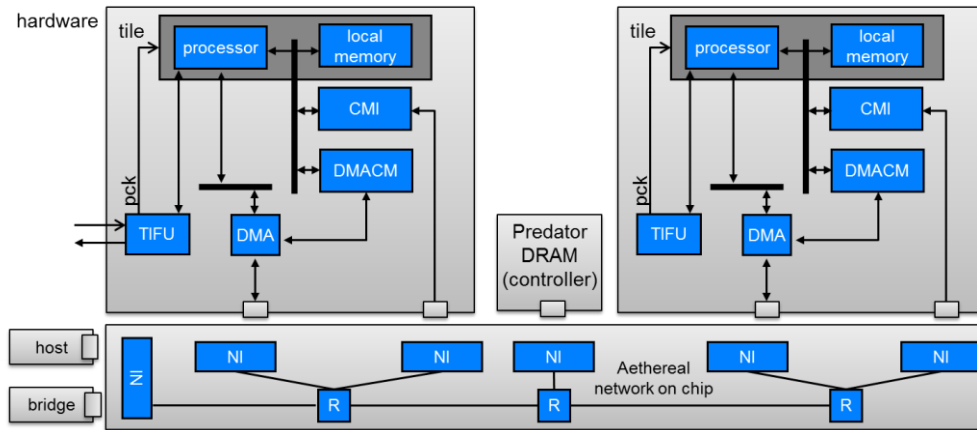 hardware
tile
processor
local
memory
CMI
DMACM
pck
TIFU
DMA
Predator
DRAM
(controller)
tile
processor
local
memory
CMI
DMACM
pck
TIFU
DMA
host
bridge
NI
NI
NI
NI
NI
NI
Aethereal
network on chip
R
R
R